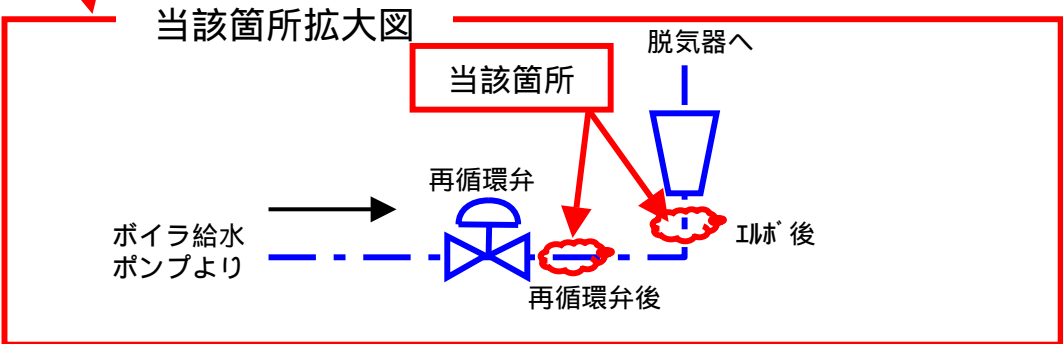 当該箇所拡大図
脱気器へ
当該箇所
再循環弁
ボイラ給水
ポンプより
ｴﾙﾎﾞ後
再循環弁後